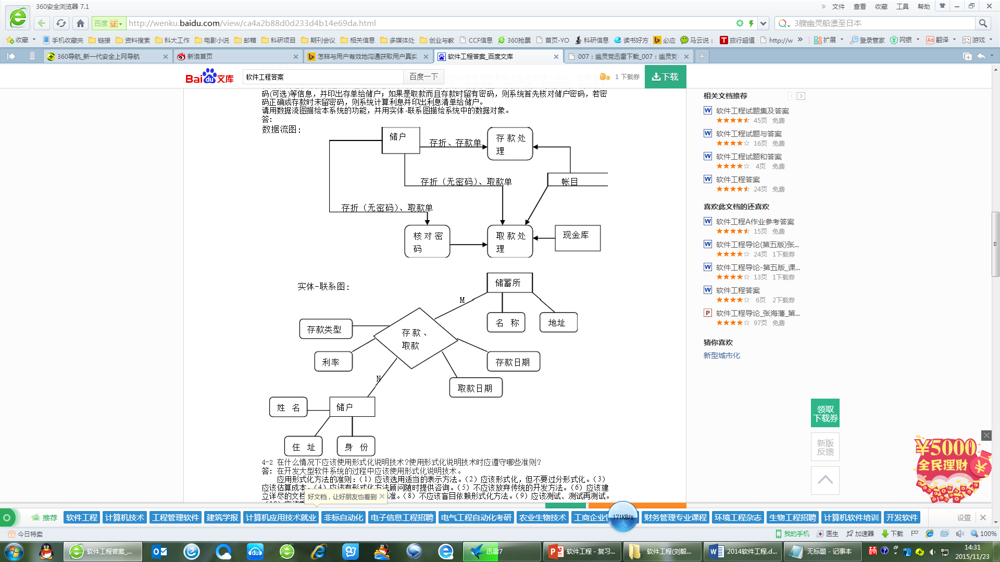 360安全浏览器 7.1
» 文件 查看 收藏 工具 帮助
百度 证 http://wenku.baidu.com/view/ca4a2b88d0d233d4b14e69da.html
3艘幽灵船漂至日本
收藏 手机收藏夹 链接 资料搜索 科大工作 电影小说 邮箱 科研项目 期刊会议 相关信息 多媒体处 创业与教 CCF信息 360抢票 首页-YO 科研信息 读书好方 必应 马云说： 旅行超值 http://w » 扩展 登录管家 网银 翻译 游戏
360导航_新一代安全上网导航 新浪首页 怎样与用户有效地沟通获取用户真实 软件工程答案_百度文库 007：幽灵党迅雷下载_007：幽灵党
Bai du 文库 软件工程答案 百度一下 1 下载券 下载
码(可选)等信息，并印出存单给储户；如果是取款而且存款时留有密码，则系统首先核对储户密码，若密
码正确或存款时未留密码，则系统计算利息并印出利息清单给储户。
请用数据流图描绘本系统的功能，并用实体-联系图描绘系统中的数据对象。
答：
数据流图：
储户
存折、存款单
存款处
理
存折（无密码）、取款单
帐目
存折（无密码）、取款单
核对密
码
取款处
理
现金库
实体-联系图：
储蓄所
M
名 称
地址
存款类型
存款、
取款
利率
存款日期
N
取款日期
姓 名
储户
住 址
身 份
4-2 在什么情况下应该使用形式化说明技术?使用形式化说明技术时应遵守哪些准则?
答：在开发大型软件系统的过程中应该使用形式化说明技术。
应用形式化方法的准则：（1）应该选用适当的表示方法。（2）应该形式化，但不要过分形式化。（3）
应该估算成本。（4）应该有形式化方法顾问随时提供咨询。（5）不应该放弃传统的开发方法。（6）应该建
立详尽的文档 准。（8）不应该盲目依赖形式化方法。（9）应该测试、测试再测试。
好文档，让好朋友也看到
相关文档推荐
软件工程试题集及答案
45页 免费
软件工程试题与答案
16页 免费
软件工程试题和答案
4页 免费
软件工程答案
24页 免费
喜欢此文档的还喜欢
软件工程A作业参考答案
15页 免费
软件工程导论(第五版)张...
24页 1下载券
软件工程导论-第五版_课...
13页 1下载券
软件工程答案
6页 2下载券
软件工程导论_张海藩_第...
97页 免费
猜你喜欢
新型城市化
领取
下载券
新版
反馈
¥5000
全民理财
推荐 软件工程 计算机技术 工程管理软件 建筑学报 计算机应用技术就业 非标自动化 电子信息工程招聘 电气工程自动化考研 农业生物技术 工商企业管 171KB/s 财务管理专业课程 环境工程杂志 生物工程招聘 计算机软件培训 开发软件 设置
今日特卖 我的手机 医生 加速器 下载 100%
软件工程答案_... 迅雷7 软件工程 - 复习... 软件工程(刘毅... 2014软件工程.d... 无标题 - 记事本
14:31
2015/11/23